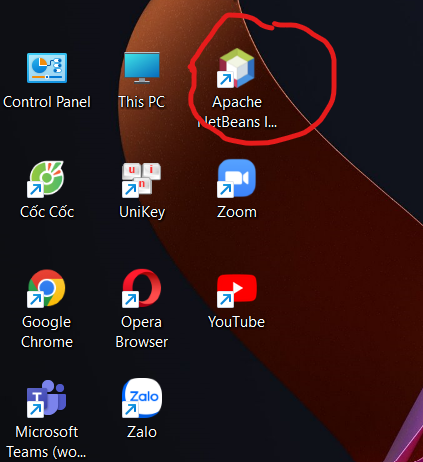 Control Panel
This PC
Apache
NetBeans I...
Cốc Cốc
UniKey
Zoom
Google
Chrome
Opera
Browser
YouTube
Microsoft
Teams (wo...
Zalo
Zalo